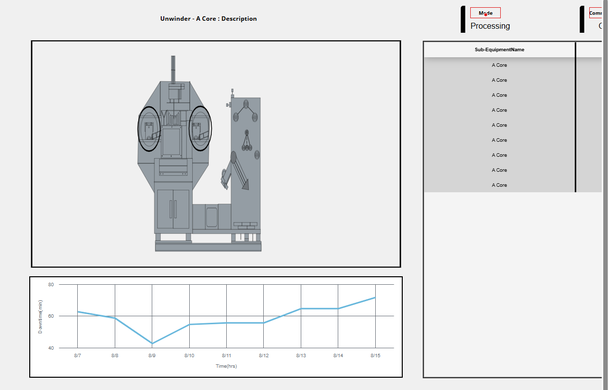 Unwinder - A Core : Description
Mode
Processing
Sub-EquipmentName
A Core
A Core
A Core
A Core
A Core
A Core
A Core
A Core
A Core
80
60
40
Downtime( min)
8/7
8/8
8/9
8/10
8/11
8/12
8/13
8/14
8/15
Time(hrs)